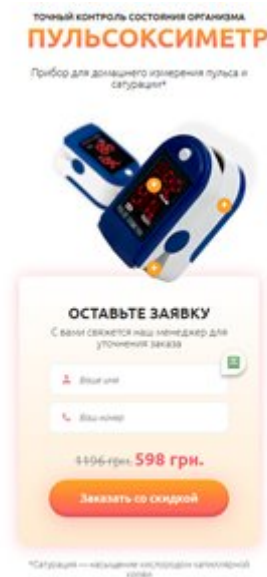 ТОЧНЫЙ КОНТРОЛЬ СОСТОЯНИЯ ОРГАНИЗМА
ПУЛЬСОКСИМЕТР
Прибор для домашнего измерения пульса и
сатурации*
ОСТАВЬТЕ ЗАЯВКУ
С вами свяжется наш менеджер для
уточнения заказа
Ваше имя
Ваш номер
1196 грн. 598 грн.
Заказать со скидкой
*Сатурация — насыщение кислородом капиллярной
крови